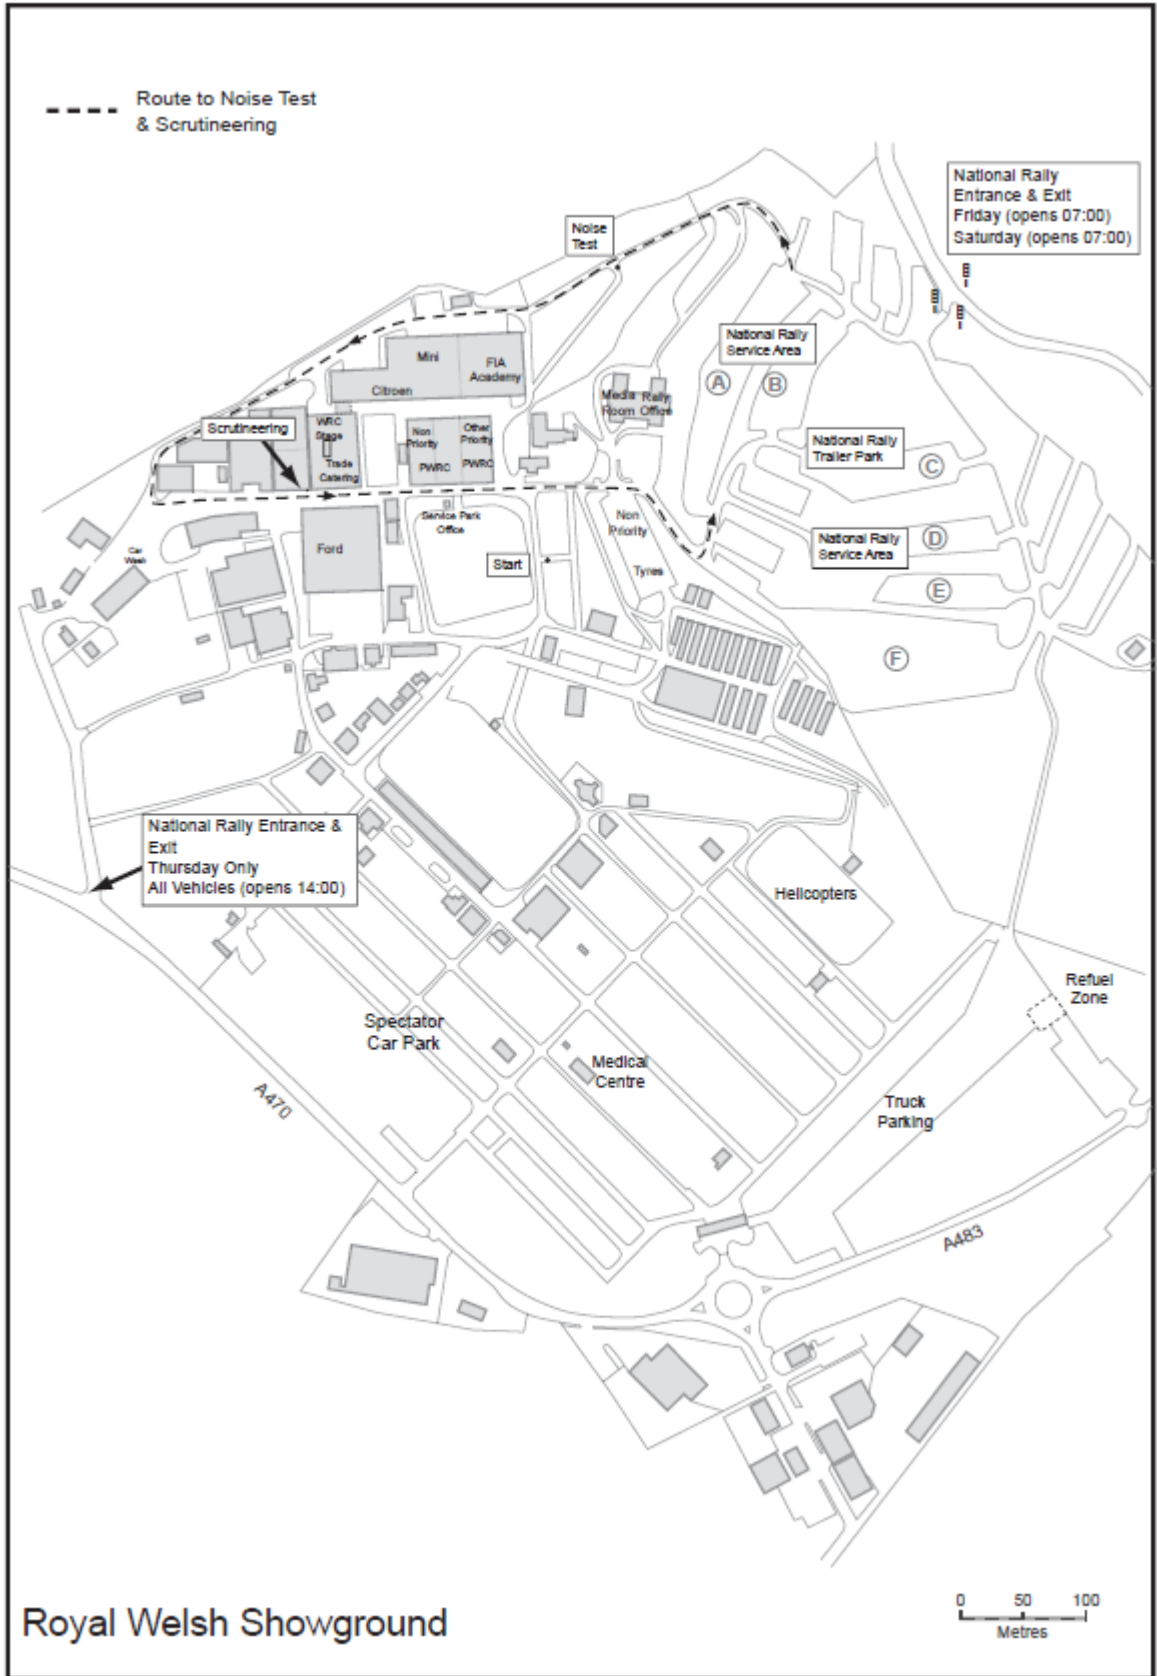 Route to Noise Test
& Scrutineering
National Rally
Entrance & Exit
Friday (opens 07:00)
Saturday (opens 07:00)
Noise
Test
National Rally
Service Area
A
B
Mini
FIA
Academy
Citroen
Media
Room
Rally
Office
Scrutineering
WRC
Stage
Trade
Catering
Non
Priority
Other
Priority
PWRC
PWRC
National Rally
Trailer Park
C
Service Park
Office
Non
Priority
Ford
Car
Wash
Start
Tyres
National Rally
Service Area
D
E
F
National Rally Entrance &
Exit
Thursday Only
All Vehicles (opens 14:00)
Helicopters
Refuel
Zone
Spectator
Car Park
Medical
Centre
A470
Truck
Parking
A483
Royal Welsh Showground
0 50 100
Metres